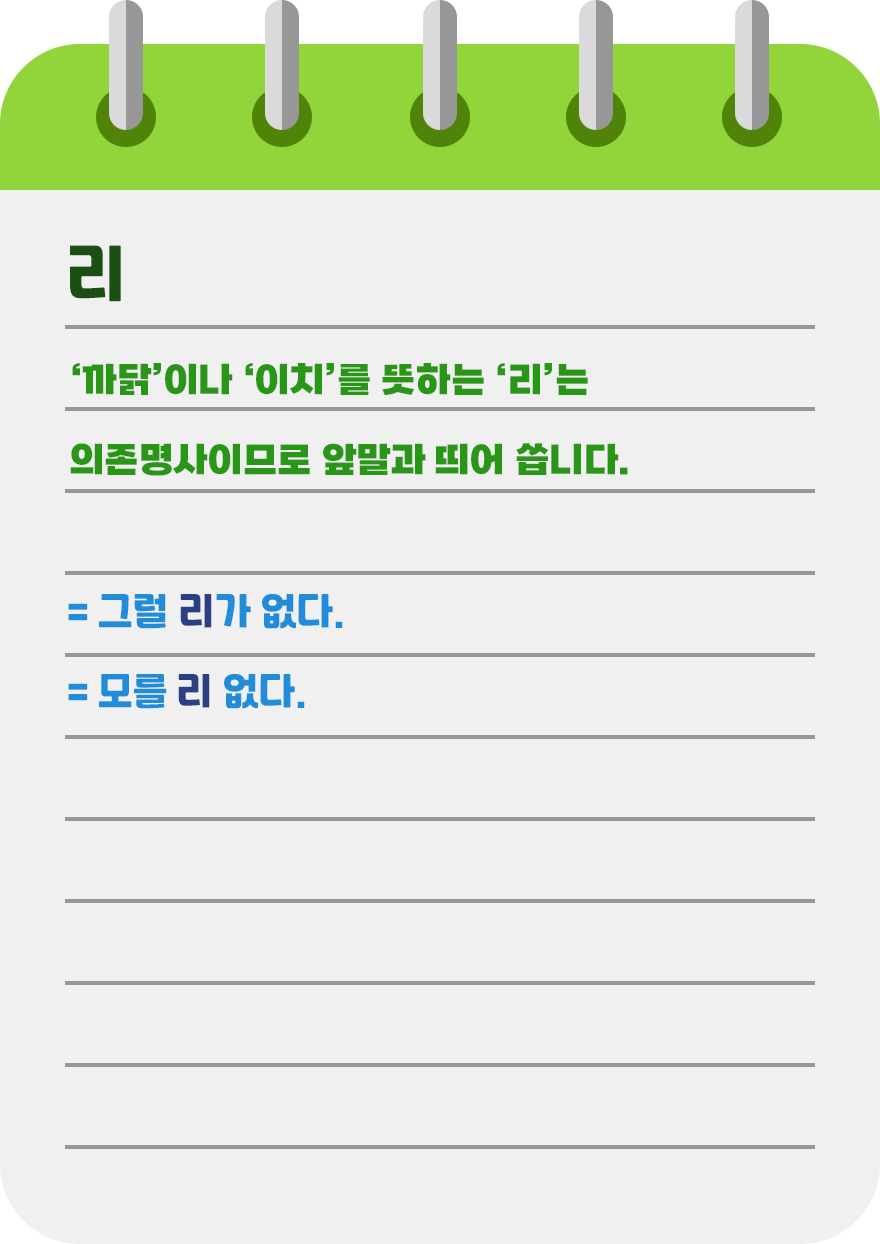 리
‘까닭’이나 ‘이치’를 뜻하는 ‘리’는
의존명사이므로 앞말과 띄어 씁니다.
= 그럴 리가 없다.
= 모를 리 없다.